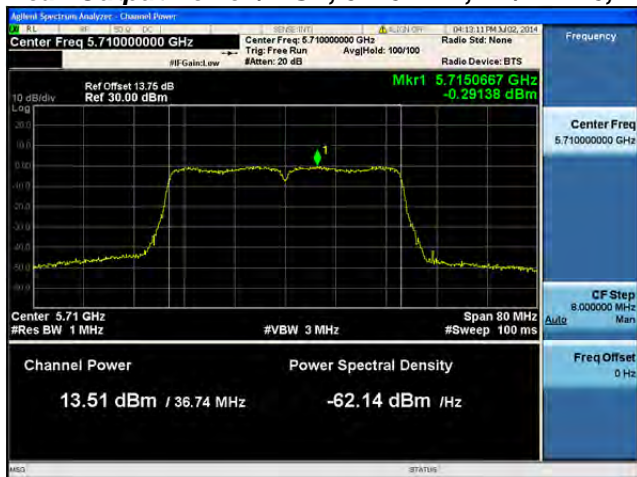 Agilent Spectrum Analyzer - Channel Power
RL RF 50 Ω DC SENSE:INT ALIGN OFF 04:13:11 PM Jul 02, 2014
Center Freq 5.710000000 GHz
Center Freq: 5.710000000 GHz
Radio Std: None
Trig: Free Run Avg|Hold: 100/100
#IFGain:Low #Atten: 20 dB Radio Device: BTS
Frequency
Ref Offset 13.75 dB
Mkr1 5.7150667 GHz
10 dB/div Ref 30.00 dBm -0.29138 dBm
Log
20.0
10.0
0.00
-10.0
-20.0
-30.0
-40.0
-50.0
-60.0
1
Center Freq
5.710000000 GHz
Center 5.71 GHz Span 80 MHz
#Res BW 1 MHz #VBW 3 MHz #Sweep 100 ms
CF Step
8.000000 MHz
Auto Man
Freq Offset
0 Hz
Channel Power Power Spectral Density
13.51 dBm / 36.74 MHz -62.14 dBm /Hz
MSG STATUS